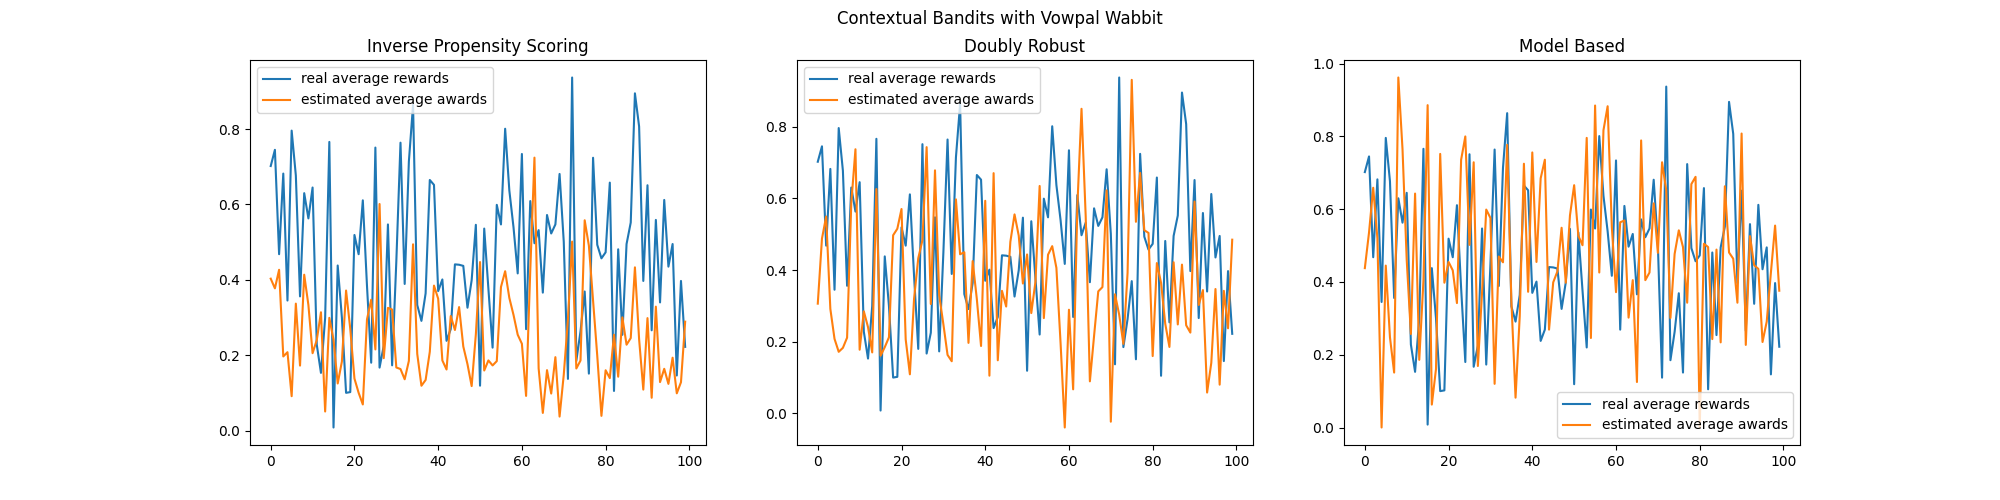 Contextual Bandits with Vowpal Wabbit
Inverse Propensity Scoring
real average rewards
estimated average awards
0.8
0.6
0.4
0.2
0.0
0 20 40 60 80 100
Doubly Robust
real average rewards
estimated average awards
0.8
0.6
0.4
0.2
0.0
0 20 40 60 80 100
Model Based
1.0
0.8
0.6
0.4
0.2
0.0
real average rewards
estimated average awards
0 20 40 60 80 100